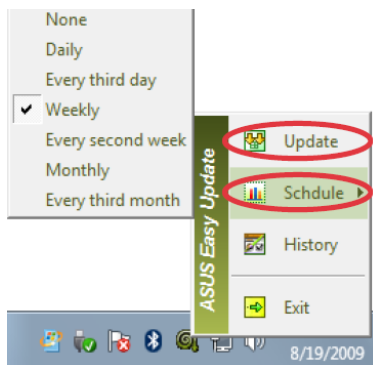 None
Daily
Every third day
Weekly
Every second week
Monthly
Every third month
ASUS Easy Update
Update
Schdule
History
Exit
8/19/2009